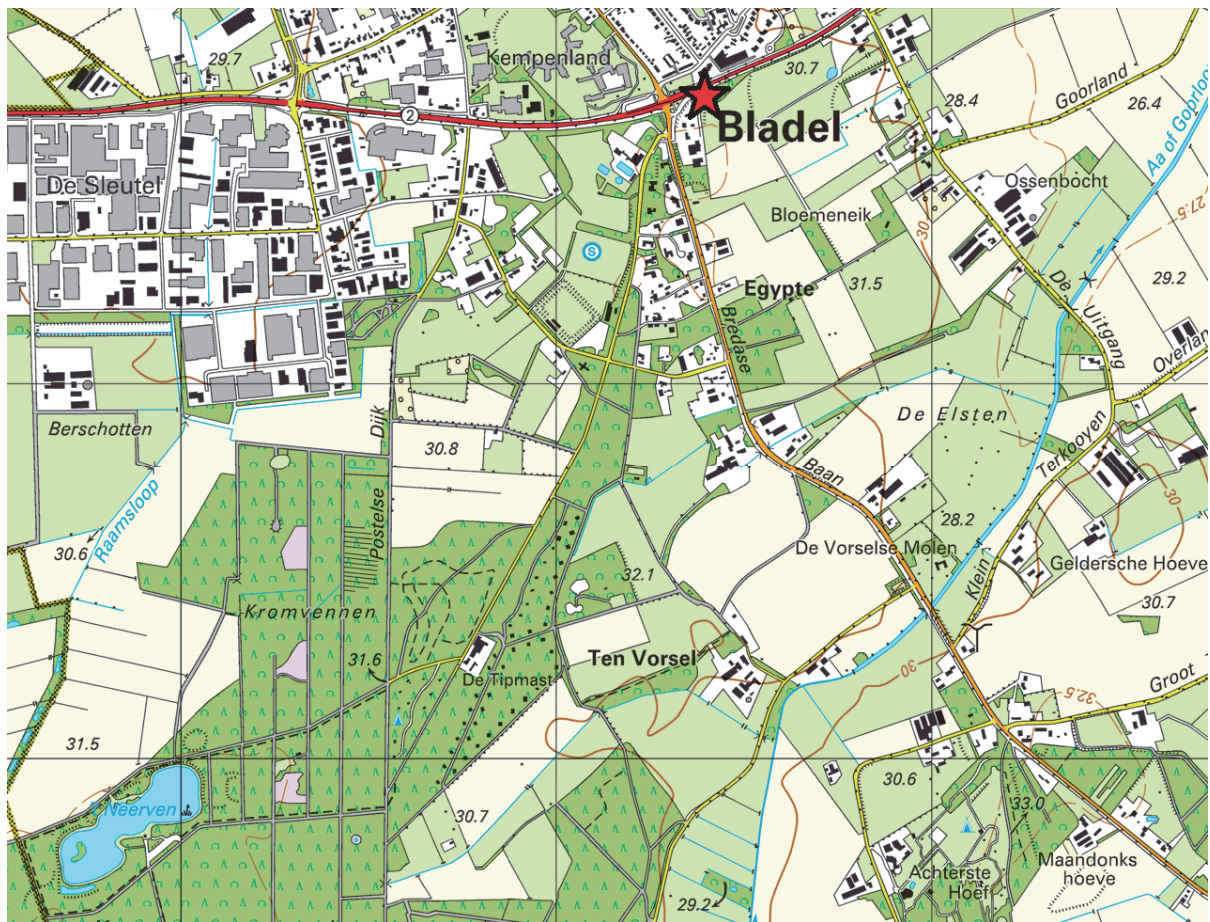 29.7
Kempenland
30.7
Goorland
28.4
26.4
2
Bladel
Aa of Goorloo
De Sleutel
Ossenbocht
Bloemeneik
27.5
30
S
31.5
29.2
De Uitgang
Egypte
Bredase
Overlan
Berschotten
Dijk
30.8
De Elsten
Terkooyen
Baan
30
Raamsloop
28.2
30.6
Postelse
De Vorselse Molen
Geldersche Hoeve
32.1
Klein
30.7
Kromvennen
31.6
Ten Vorsel
30
De Tipmast
Groot
32.5
31.5
't Neerven
30.6
33.0
30.7
Maandonks
hoeve
Achterste
Hoef
29.2